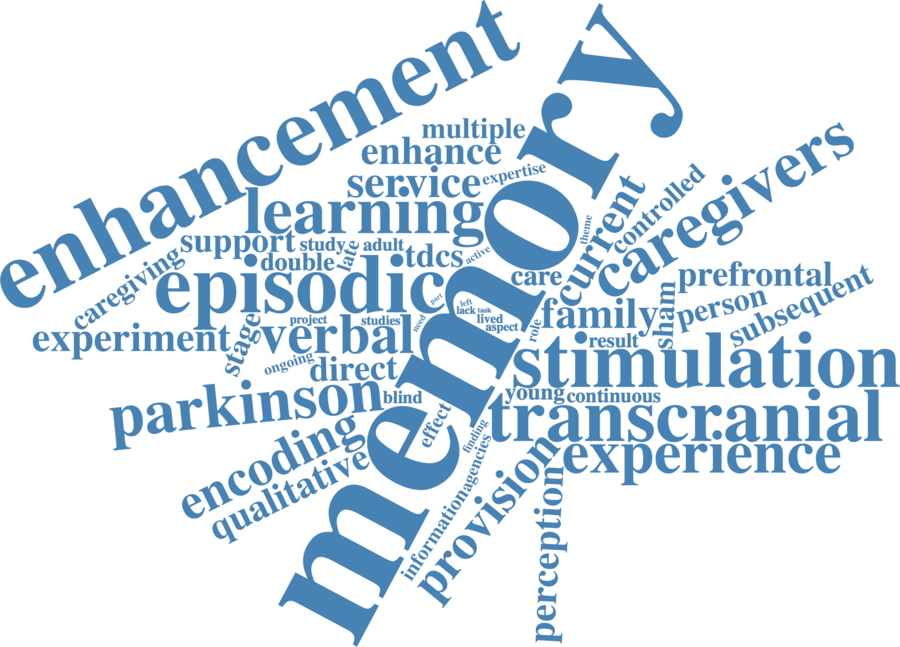 enhancement
memory
multiple
enhance
service
expertise
learning
caregivers
controlled
current
theme
support
study
adult
late
tdcs
active
caregiving
double
episodic
part
care
prefrontal
person
subsequent
sham
family
left
lack
task
lived
aspect
role
experiment
stage
project
studies
need
verbal
result
stimulation
ongoing
direct
parkinson
blind
young
continuous
transcranial
effect
finding
encoding
qualitative
experience
agencies
information
provision
perception